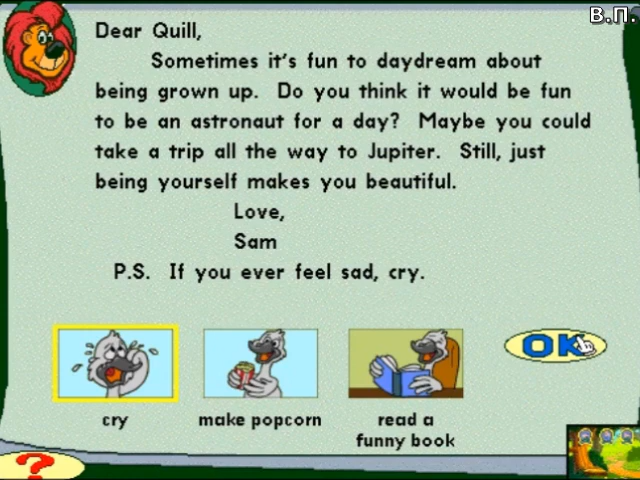 В.П.
Dear Quill,
Sometimes it's fun to daydream about
being grown up. Do you think it would be fun
to be an astronaut for a day? Maybe you could
take a trip all the way to Jupiter. Still, just
being yourself makes you beautiful.
Love,
Sam
P.S. If you ever feel sad, cry.
OK
cry
make popcorn
read a
funny book
?